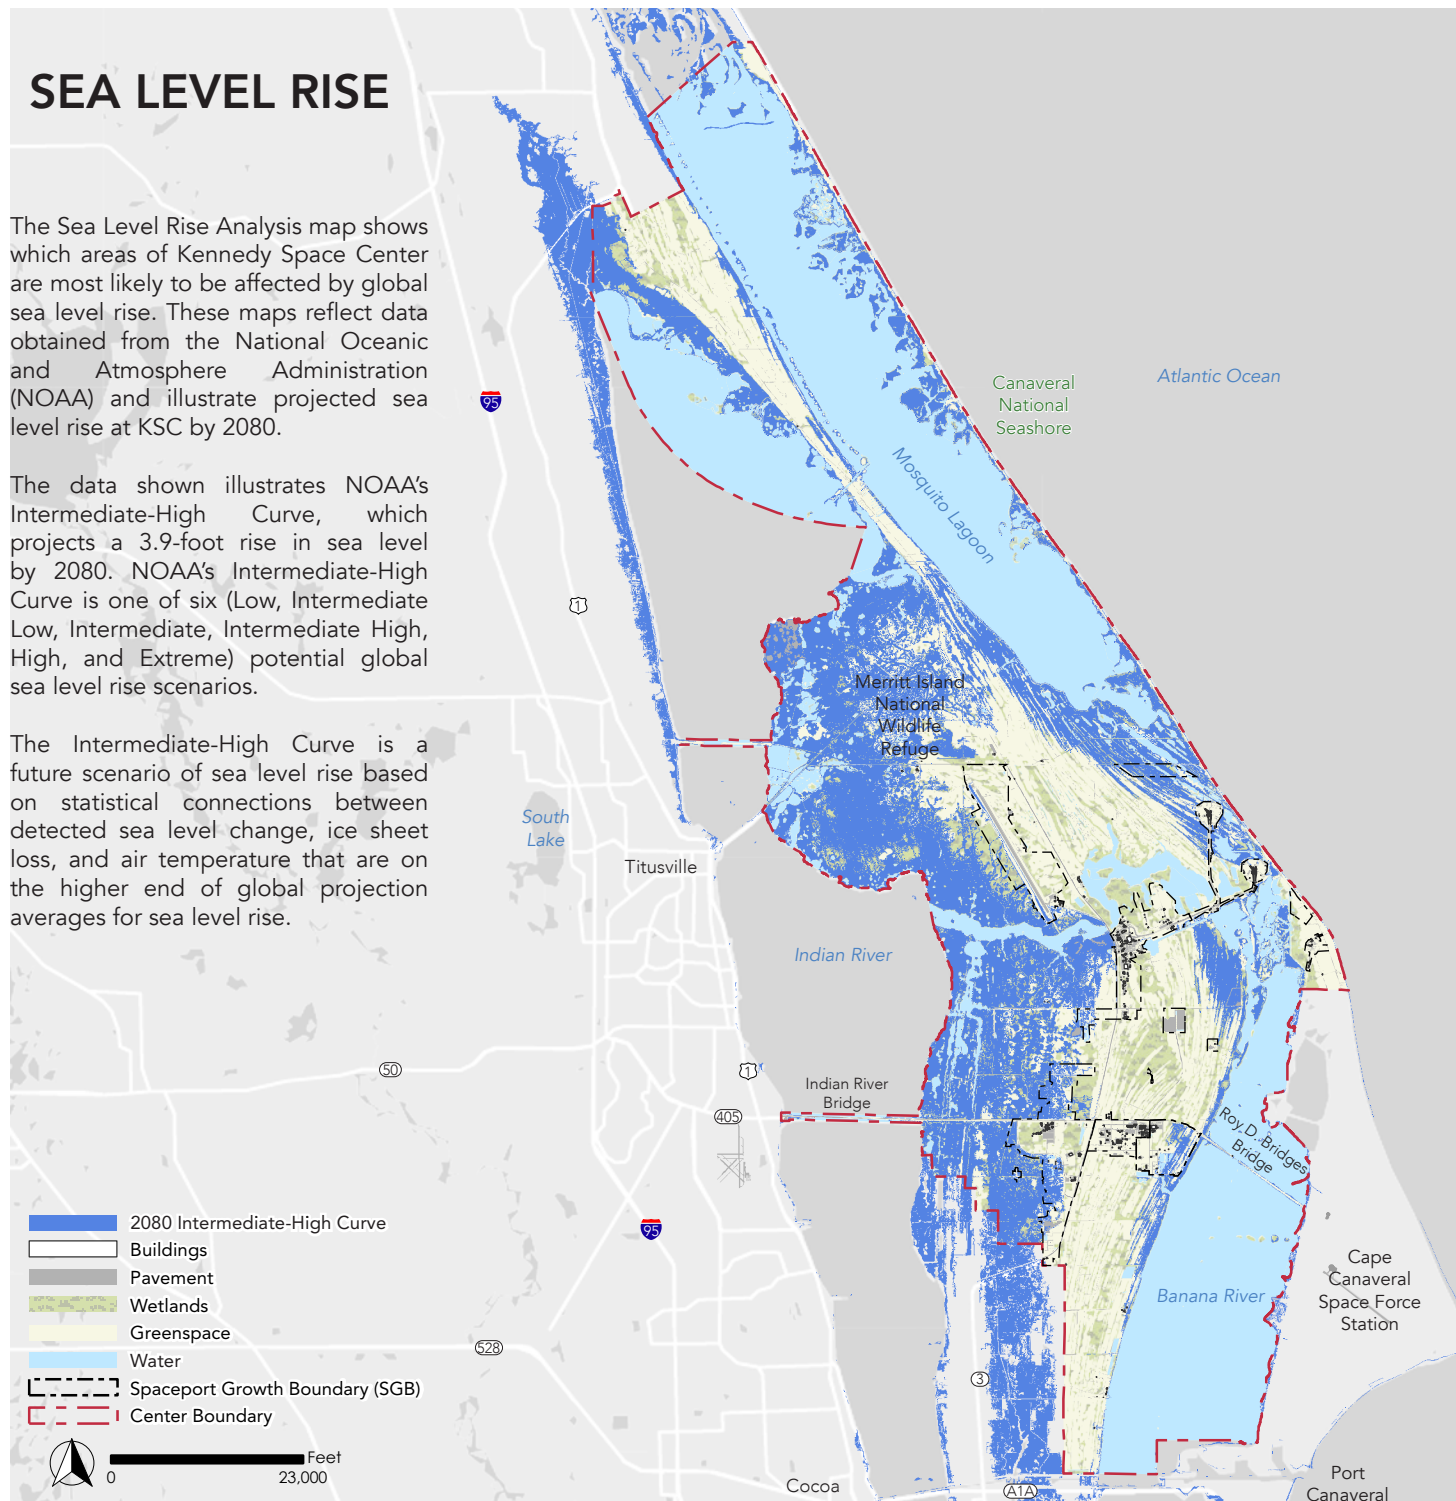 SEA LEVEL RISE
The Sea Level Rise Analysis map shows
which areas of Kennedy Space Center
are most likely to be affected by global
sea level rise. These maps reflect data
obtained from the National Oceanic
and Atmosphere Administration
(NOAA) and illustrate projected sea
level rise at KSC by 2080.
The data shown illustrates NOAA’s
Intermediate-High Curve, which
projects a 3.9-foot rise in sea level
by 2080. NOAA’s Intermediate-High
Curve is one of six (Low, Intermediate
Low, Intermediate, Intermediate High,
High, and Extreme) potential global
sea level rise scenarios.
The Intermediate-High Curve is a
future scenario of sea level rise based
on statistical connections between
detected sea level change, ice sheet
loss, and air temperature that are on
the higher end of global projection
averages for sea level rise.
95
1
Atlantic Ocean
Canaveral
National
Seashore
Mosquito Lagoon
Merritt Island
National
Wildlife
Refuge
South
Lake
Titusville
Indian River
50
1
405
Indian River
Bridge
Roy D. Bridges
Bridge
95
Banana River
Cape
Canaveral
Space Force
Station
528
3
Cocoa
A1A
Port
Canaveral
2080 Intermediate-High Curve
Buildings
Pavement
Wetlands
Greenspace
Water
Spaceport Growth Boundary (SGB)
Center Boundary
Feet
0 23,000